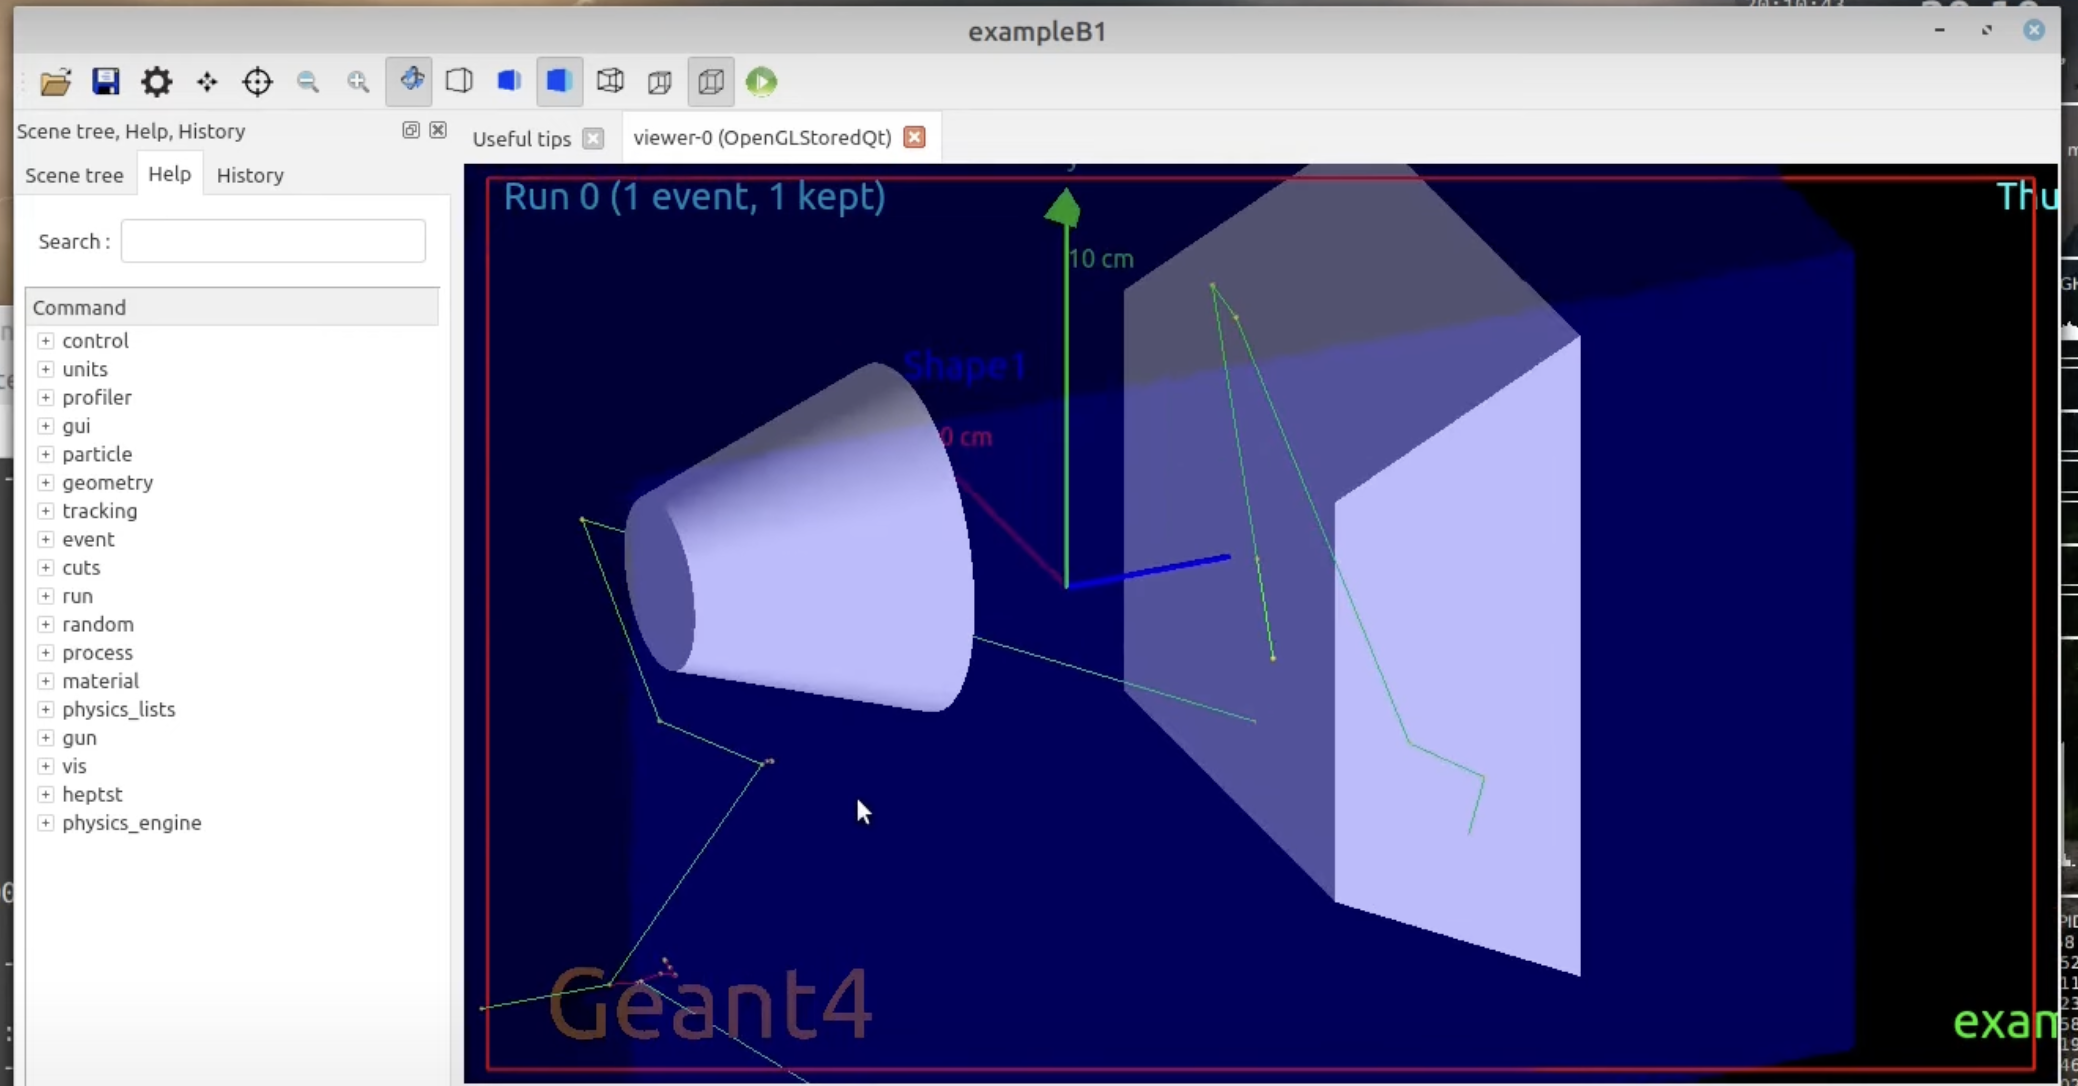 exampleB1
Scene tree, Help, History
Useful tips
viewer-0 (OpenGLStoredQt)
Scene tree
Help
History
Search :
Command
control
units
profiler
gui
particle
geometry
tracking
event
cuts
run
random
process
material
physics_lists
gun
vis
heptst
physics_engine
Run 0 (1 event, 1 kept)
Thu
10 cm
Shape1
0 cm
Geant4
exam